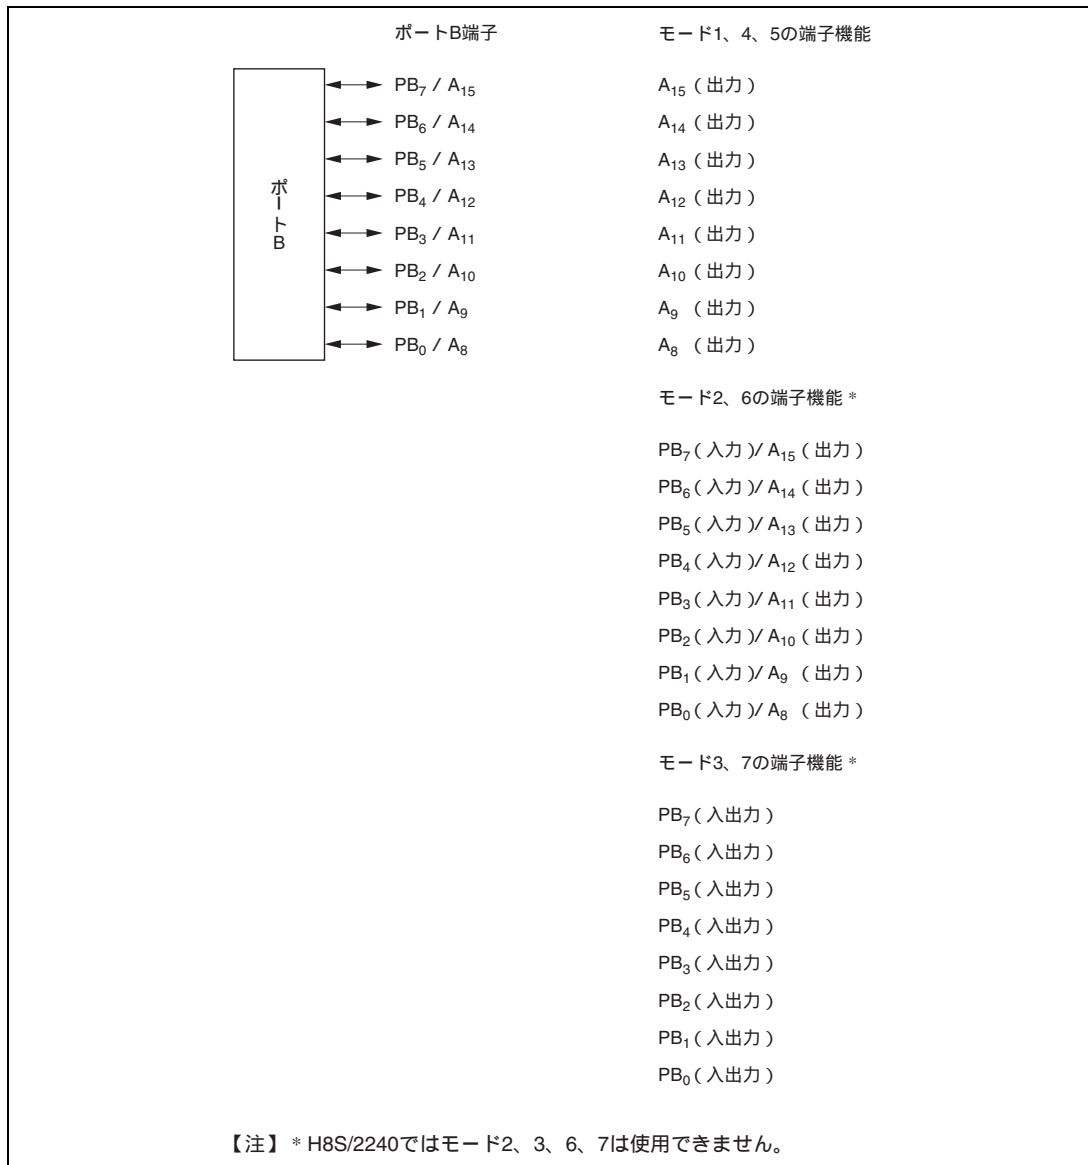 ポートB端子 モード1、4、5の端子機能
ポートB
PB7 / A15 A15（出力）
PB6 / A14 A14（出力）
PB5 / A13 A13（出力）
PB4 / A12 A12（出力）
PB3 / A11 A11（出力）
PB2 / A10 A10（出力）
PB1 / A9 A9 （出力）
PB0 / A8 A8 （出力）
モード2、6の端子機能 *
PB7（入力）/ A15（出力）
PB6（入力）/ A14（出力）
PB5（入力）/ A13（出力）
PB4（入力）/ A12（出力）
PB3（入力）/ A11（出力）
PB2（入力）/ A10（出力）
PB1（入力）/ A9 （出力）
PB0（入力）/ A8 （出力）
モード3、7の端子機能 *
PB7（入出力）
PB6（入出力）
PB5（入出力）
PB4（入出力）
PB3（入出力）
PB2（入出力）
PB1（入出力）
PB0（入出力）
【注】* H8S/2240ではモード2、3、6、7は使用できません。